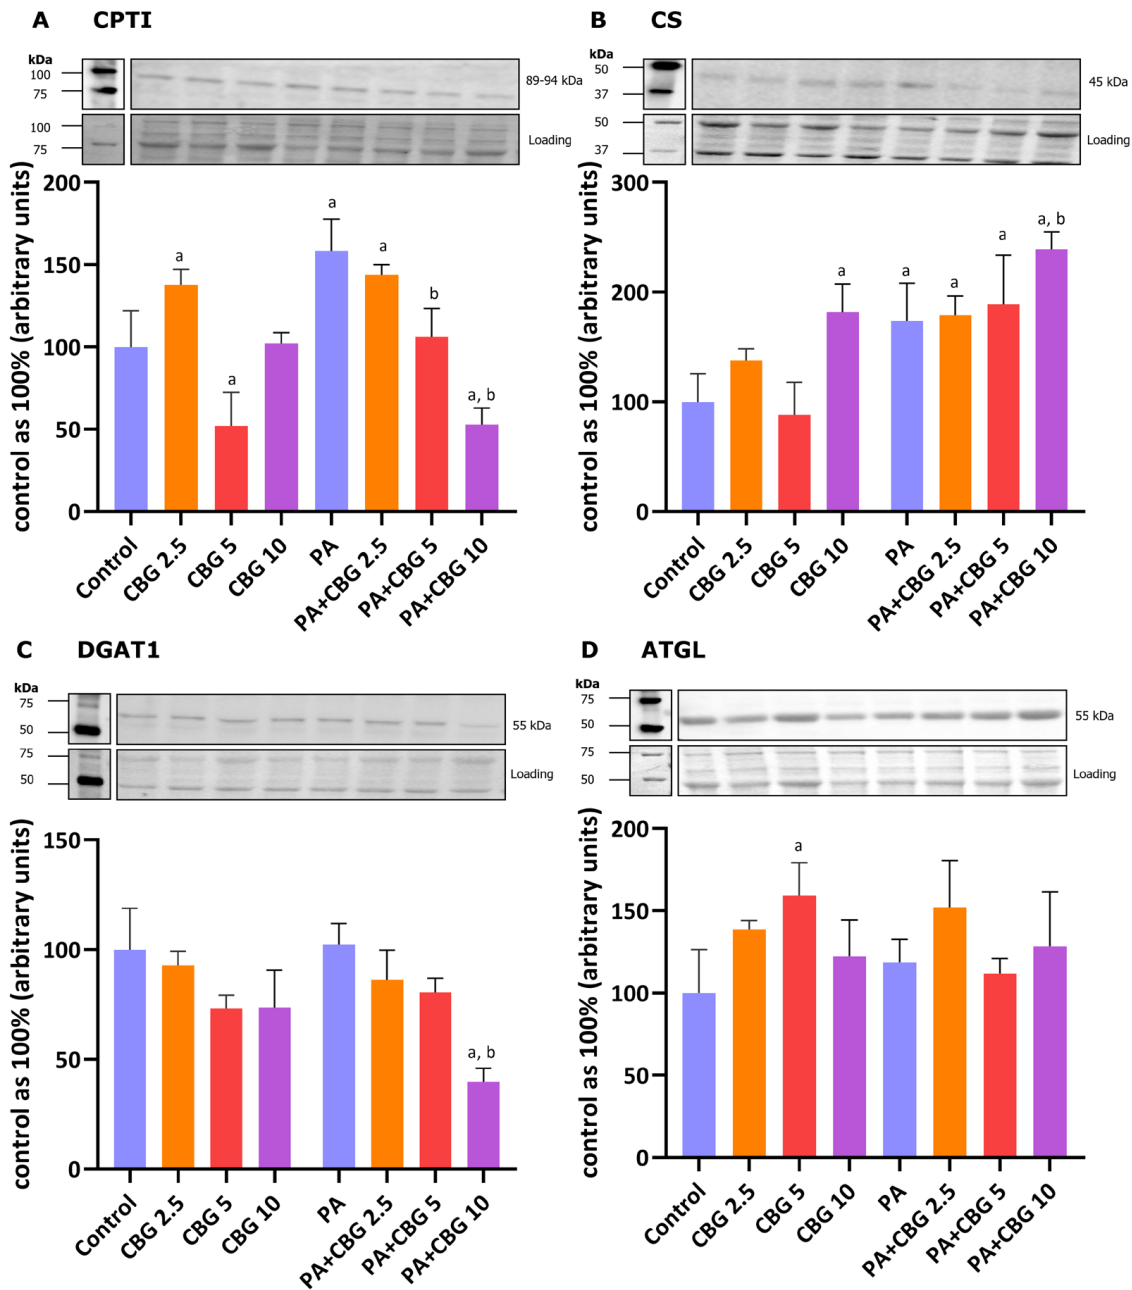 A CPTI
kDa
100
75
89-94 kDa
100
75
Loading
control as 100% (arbitrary units)
200
150
100
50
0
a
a
a
a
b
a, b
Control
CBG 2.5
CBG 5
CBG 10
PA
PA+CBG 2.5
PA+CBG 5
PA+CBG 10
B CS
kDa
50
37
45 kDa
50
37
Loading
control as 100% (arbitrary units)
300
200
100
0
a
a
a
a
a, b
Control
CBG 2.5
CBG 5
CBG 10
PA
PA+CBG 2.5
PA+CBG 5
PA+CBG 10
C DGAT1
kDa
75
50
55 kDa
75
50
Loading
control as 100% (arbitrary units)
150
100
50
0
a, b
Control
CBG 2.5
CBG 5
CBG 10
PA
PA+CBG 2.5
PA+CBG 5
PA+CBG 10
D ATGL
kDa
75
50
55 kDa
75
50
Loading
control as 100% (arbitrary units)
200
150
100
50
0
a
Control
CBG 2.5
CBG 5
CBG 10
PA
PA+CBG 2.5
PA+CBG 5
PA+CBG 10